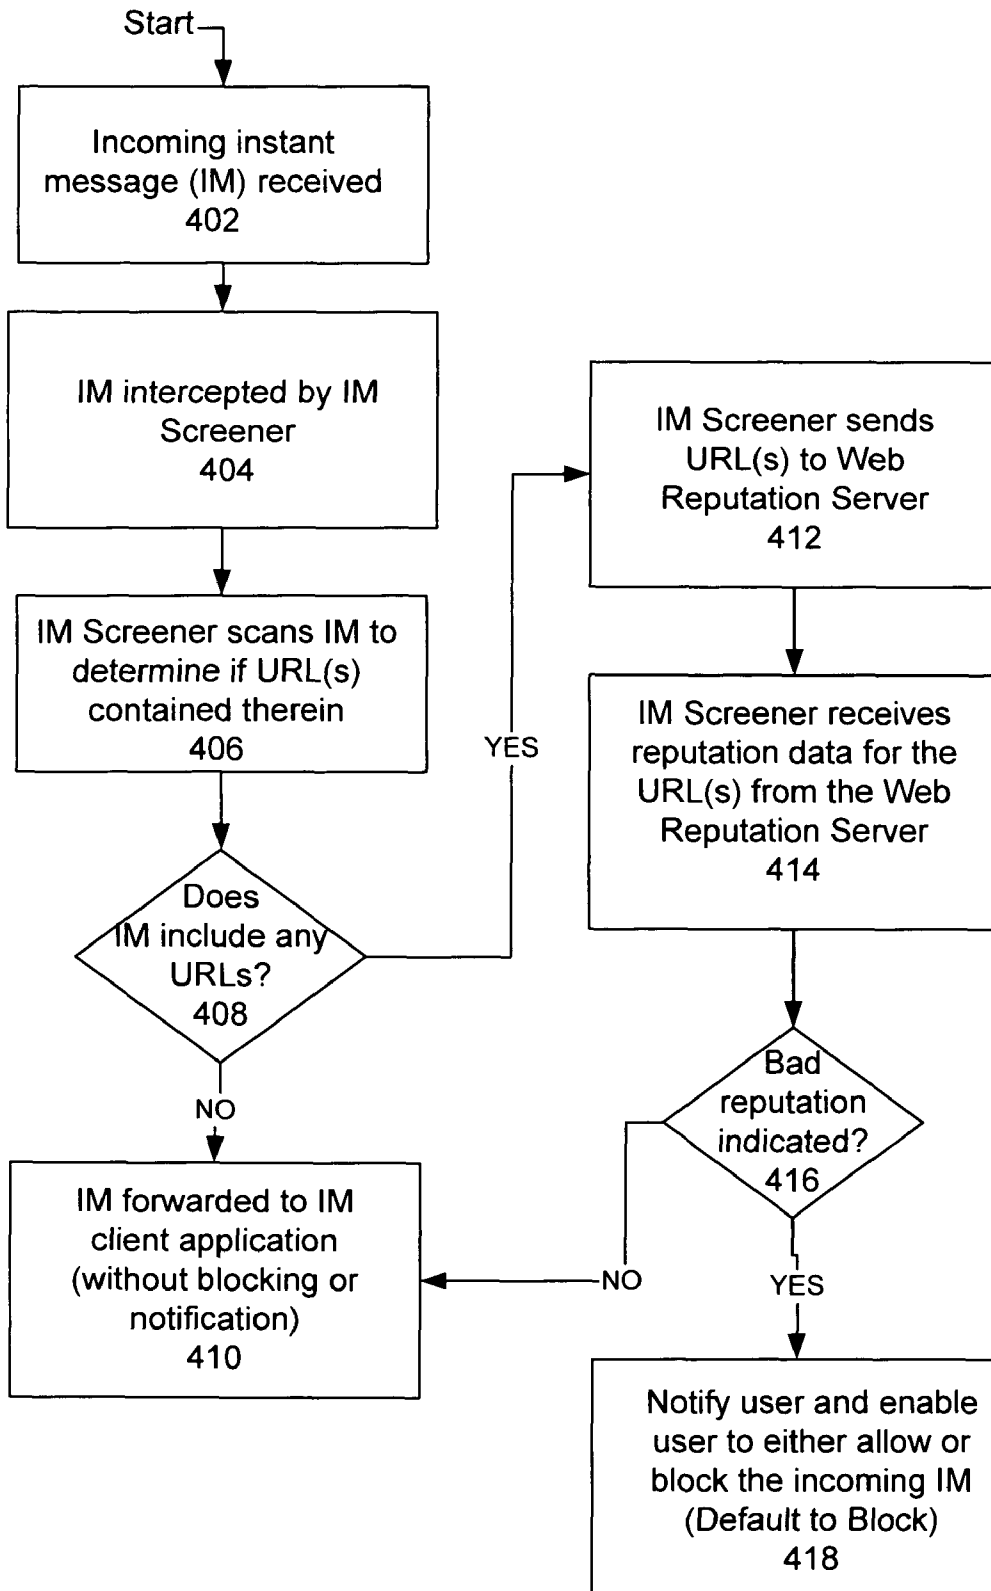 Start
Incoming instant
message (IM) received
402
IM intercepted by IM
Screener
404
IM Screener scans IM to
determine if URL(s)
contained therein
406
Does
IM include any
URLs?
408
YES
NO
IM forwarded to IM
client application
(without blocking or
notification)
410
IM Screener sends
URL(s) to Web
Reputation Server
412
IM Screener receives
reputation data for the
URL(s) from the Web
Reputation Server
414
Bad
reputation
indicated?
416
NO
YES
Notify user and enable
user to either allow or
block the incoming IM
(Default to Block)
418